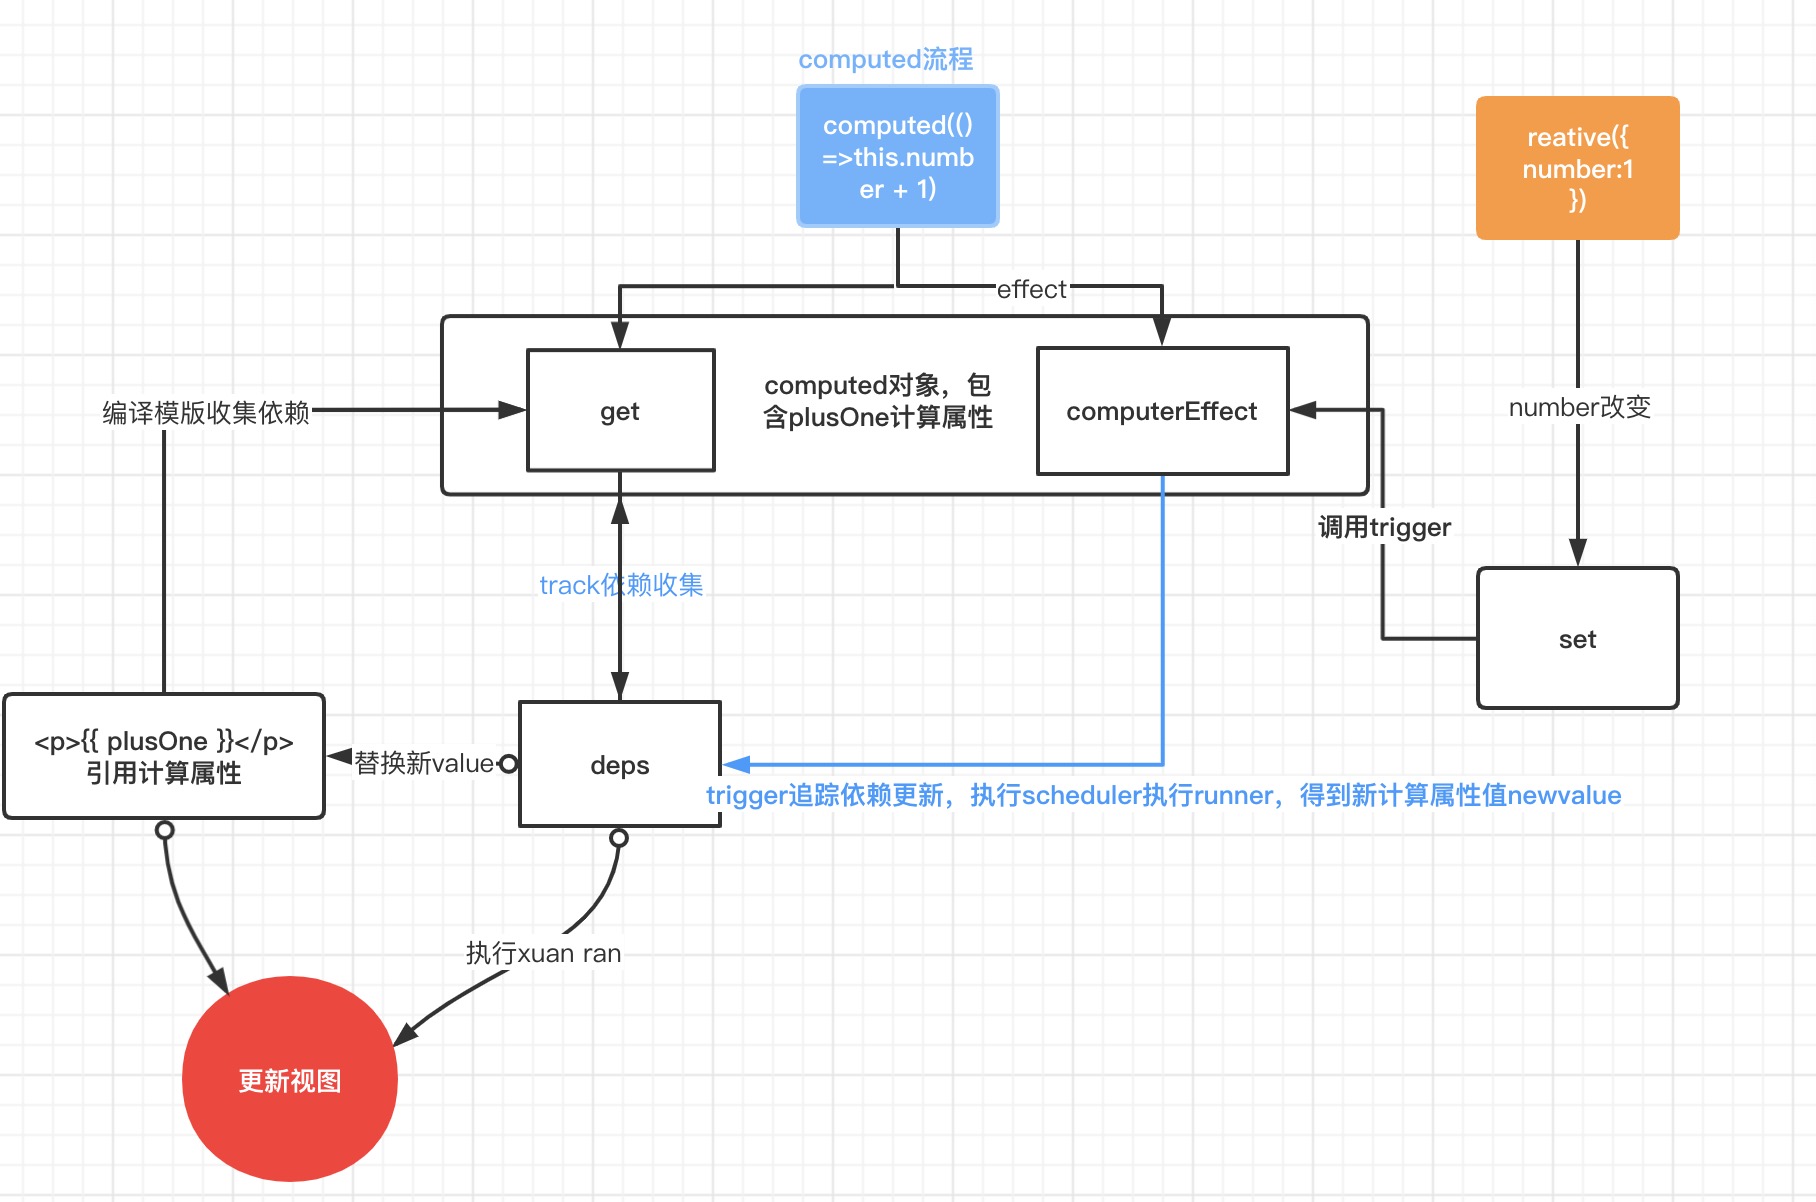 computed流程
computed(()
=>this.numb
er + 1)
reative({
number:1
})
effect
get
computed对象，包
含plusOne计算属性
computerEffect
编译模版收集依赖
number改变
调用trigger
track依赖收集
set
<p>{{ plusOne }}</p>
引用计算属性
替换新value
deps
trigger追踪依赖更新，执行scheduler执行runner，得到新计算属性值newvalue
执行xuan ran
更新视图